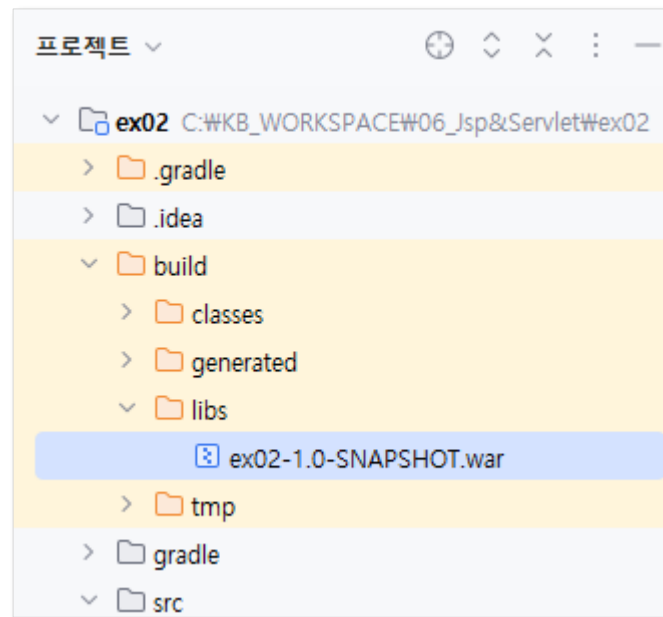 프로젝트
ex02 C:₩KB_WORKSPACE₩06_Jsp&Servlet₩ex02
.gradle
.idea
build
classes
generated
libs
ex02-1.0-SNAPSHOT.war
tmp
gradle
src